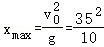 x_max = v_0^2 / g = 35^2 / 10